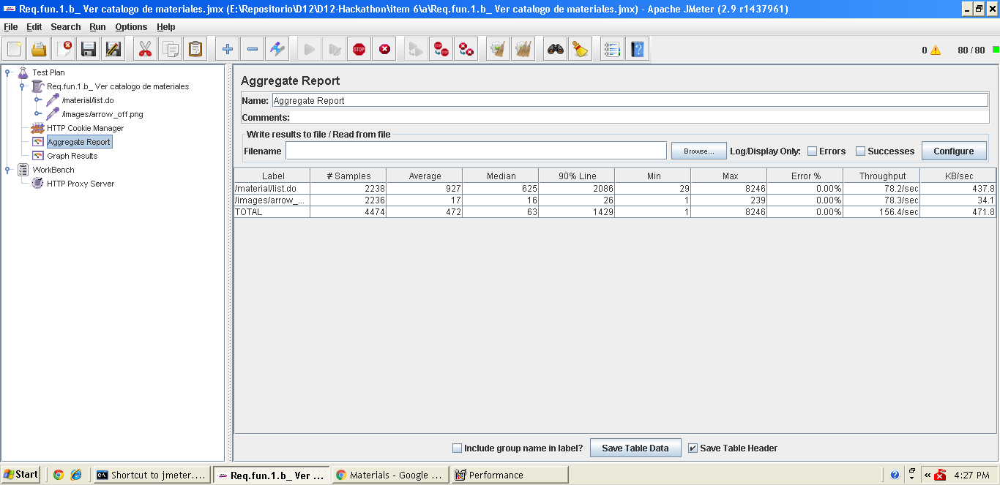 Req.fun.1.b_ Ver catalogo de materiales.jmx (E:\Repositorio\D12\D12-Hackathon\item 6\a\Req.fun.1.b_ Ver catalogo de materiales.jmx) - Apache JMeter (2.9 r1437961)
File Edit Search Run Options Help
STOP STOP STOP 0 80 / 80
Test Plan
Req.fun.1.b_ Ver catalogo de materiales
/material/list.do
/images/arrow_off.png
HTTP Cookie Manager
Aggregate Report
Graph Results
WorkBench
HTTP Proxy Server
Aggregate Report
Name: Aggregate Report
Comments:
Write results to file / Read from file
Filename Browse... Log/Display Only: Errors Successes Configure
Label # Samples Average Median 90% Line Min Max Error % Throughput KB/sec
/material/list.do 2238 927 625 2086 29 8246 0.00% 78.2/sec 437.8
/images/arrow_... 2236 17 16 26 1 239 0.00% 78.3/sec 34.1
TOTAL 4474 472 63 1429 1 8246 0.00% 156.4/sec 471.8
Include group name in label? Save Table Data Save Table Header
Start Shortcut to jmeter.... Req.fun.1.b_ Ver ... Materials - Google ... Performance 4:27 PM